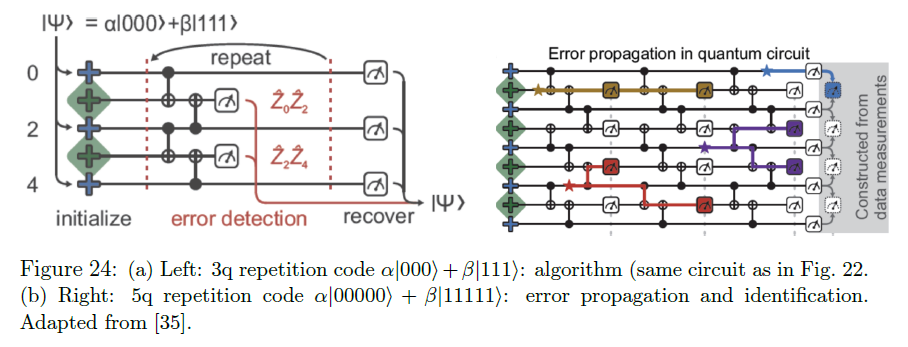 |Ψ⟩ = α|000⟩+β|111⟩
repeat
0
Ẑ₀Ẑ₂
2
Ẑ₂Ẑ₄
4
|Ψ⟩
initialize
error detection
recover
Error propagation in quantum circuit
Constructed from
data measurements
Figure 24: (a) Left: 3q repetition code α|000⟩ + β|111⟩: algorithm (same circuit as in Fig. 22.
(b) Right: 5q repetition code α|00000⟩ + β|11111⟩: error propagation and identification.
Adapted from [35].